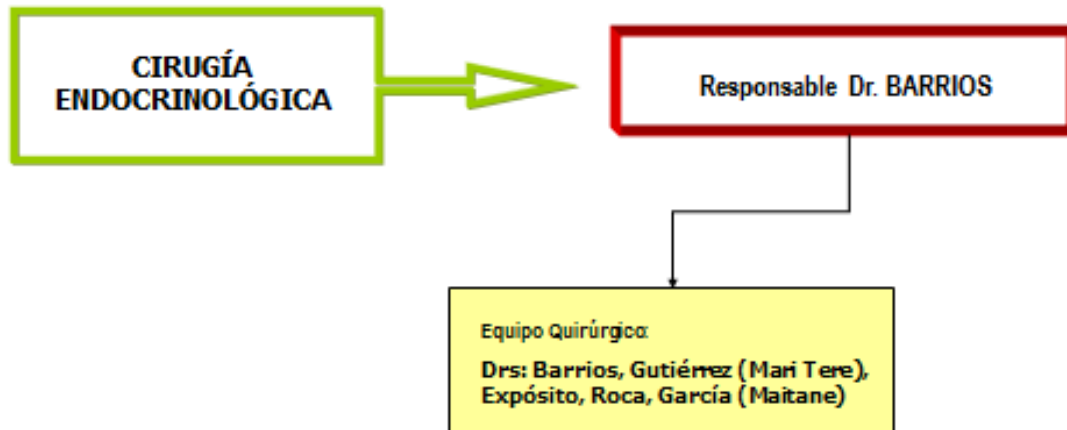 CIRUGÍA
ENDOCRINOLÓGICA
Responsable Dr. BARRIOS
Equipo Quirúrgico:
Drs: Barrios, Gutiérrez (Mari Tere),
Expósito, Roca, García (Maitane)